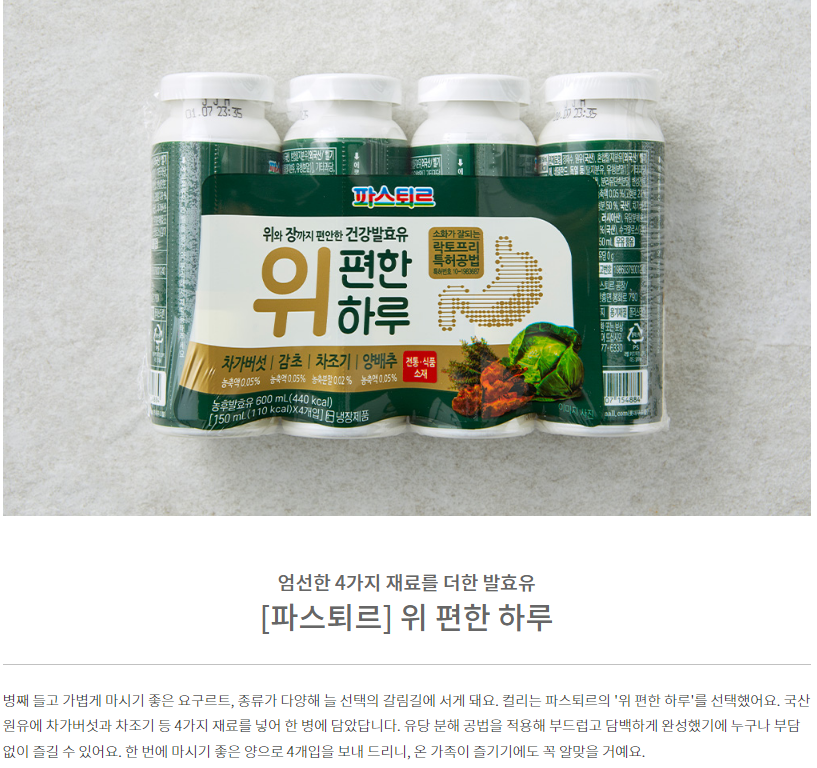 01.07 23:35
파스퇴르
위와 장까지 편안한 건강발효유
소화가 잘되는
락토프리
특허공법
특허번호 10-1963687
위 편한
하루
차가버섯 | 감초 | 차조기 | 양배추
농축액 0.05% 농축액 0.05% 농축분말 0.02% 농축액 0.05%
전통·식품
소재
농후발효유 600 mL(440 kcal)
[150 mL(110 kcal)X4개입] 냉장제품
엄선한 4가지 재료를 더한 발효유
[파스퇴르] 위 편한 하루
병째 들고 가볍게 마시기 좋은 요구르트, 종류가 다양해 늘 선택의 갈림길에 서게 돼요. 컬리는 파스퇴르의 '위 편한 하루'를 선택했어요. 국산
원유에 차가버섯과 차조기 등 4가지 재료를 넣어 한 병에 담았답니다. 유당 분해 공법을 적용해 부드럽고 담백하게 완성했기에 누구나 부담
없이 즐길 수 있어요. 한 번에 마시기 좋은 양으로 4개입을 보내 드리니, 온 가족이 즐기기에도 꼭 알맞을 거예요.